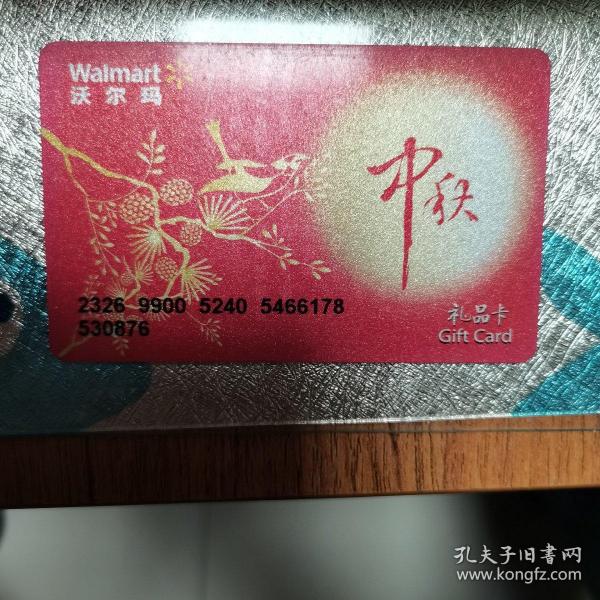 Walmart
沃尔玛
中秋
2326 9900 5240 5466178
530876
礼品卡
Gift Card
孔夫子旧书网
www.kongfz.com